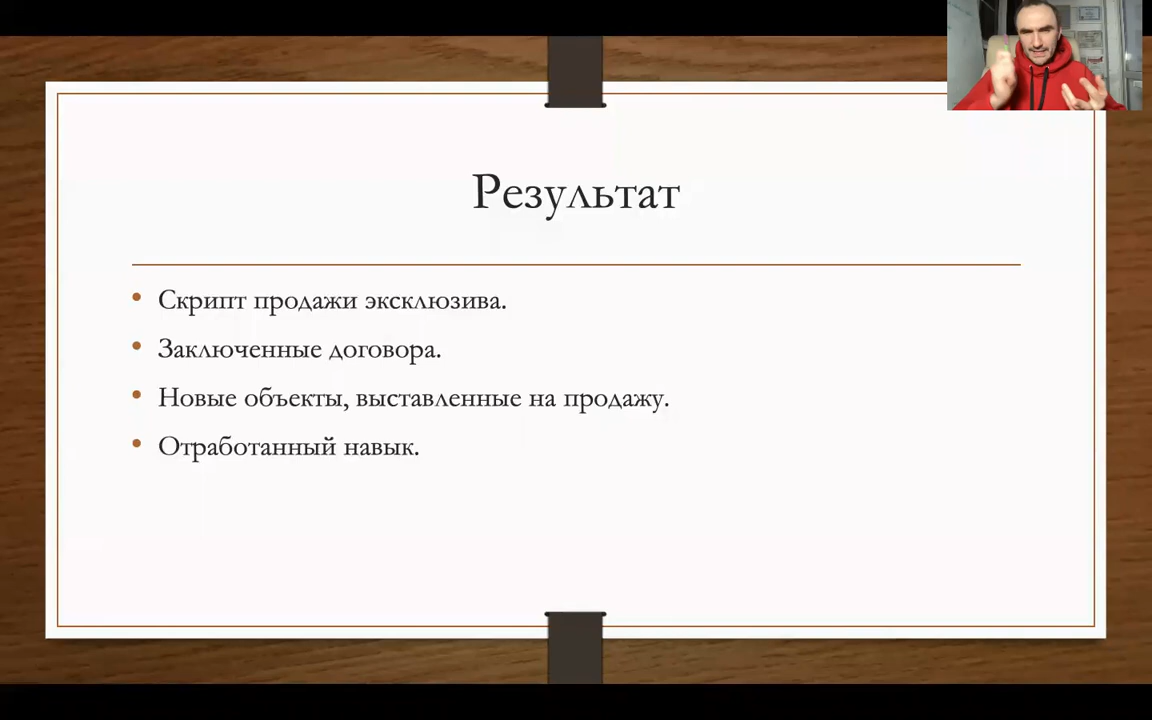 Результат
Скрипт продажи эксклюзива.
Заключенные договора.
Новые объекты, выставленные на продажу.
Отработанный навык.